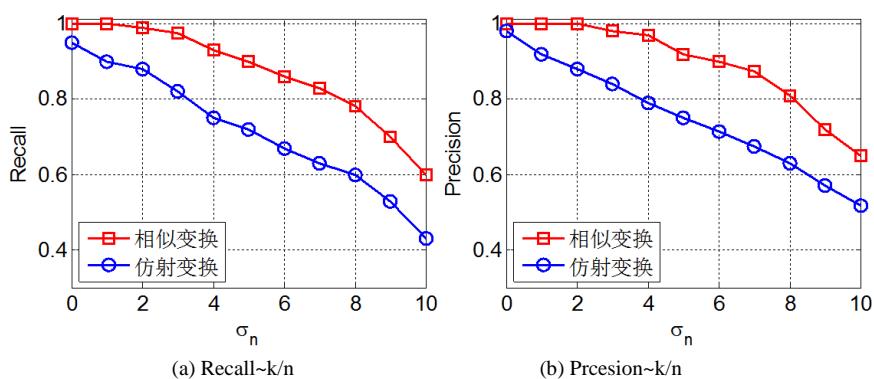 1
0.8
0.6
0.4
Recall
相似变换
仿射变换
0 2 4 6 8 10
σn
(a) Recall~k/n
1
0.8
0.6
0.4
Precision
相似变换
仿射变换
0 2 4 6 8 10
σn
(b) Prcesion~k/n